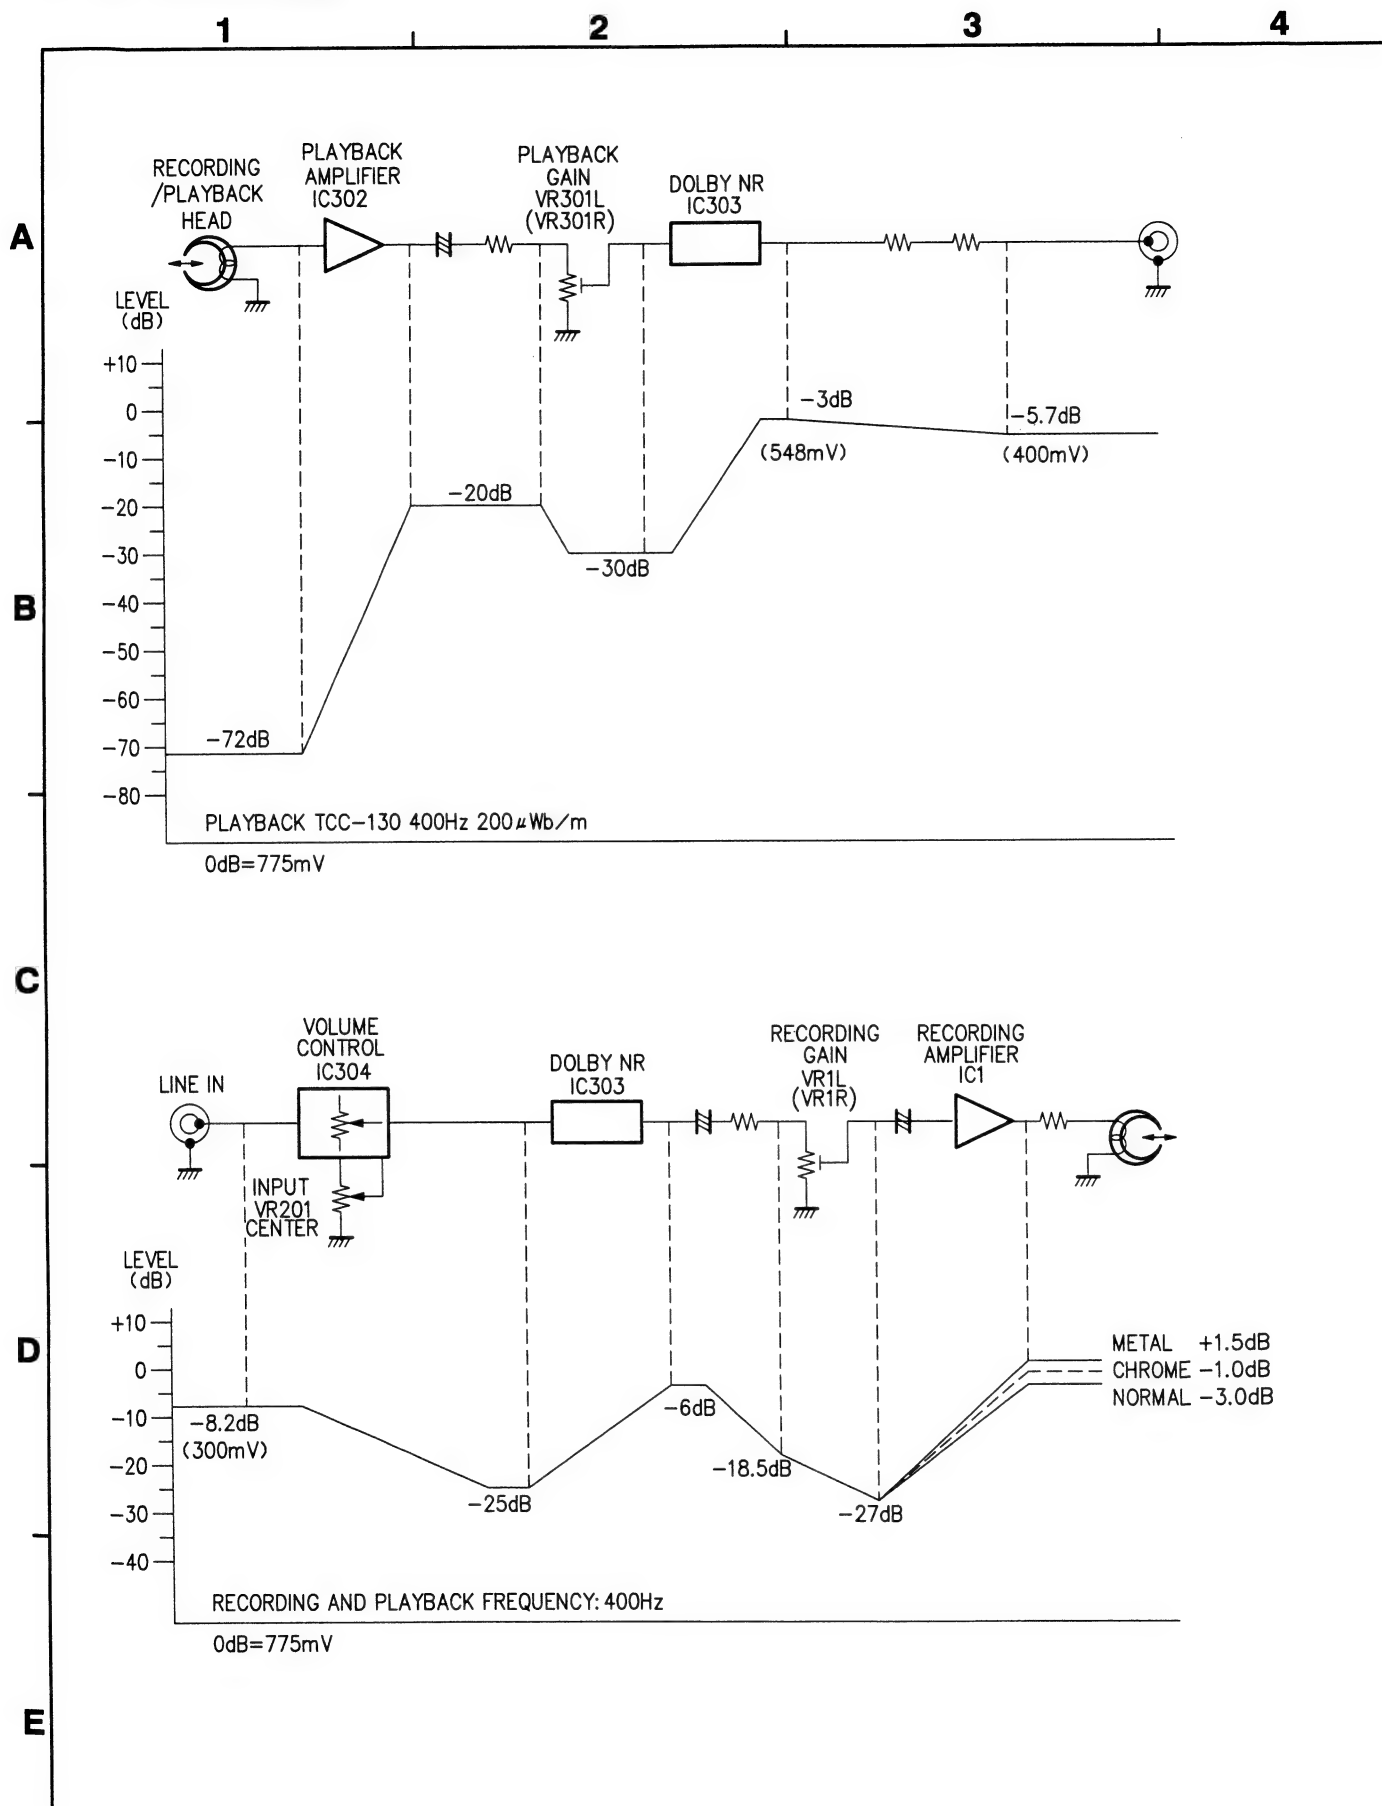 1 2 3 4
A
B
C
D
E
RECORDING
/PLAYBACK
HEAD
PLAYBACK
AMPLIFIER
IC302
PLAYBACK
GAIN
VR301L
(VR301R)
DOLBY NR
IC303
LEVEL
(dB)
+10
0
-10
-20
-30
-40
-50
-60
-70
-80
-72dB
-20dB
-30dB
-3dB
(548mV)
-5.7dB
(400mV)
PLAYBACK TCC-130 400Hz 200μWb/m
0dB=775mV
LINE IN
VOLUME
CONTROL
IC304
INPUT
VR201
CENTER
DOLBY NR
IC303
RECORDING
GAIN
VR1L
(VR1R)
RECORDING
AMPLIFIER
IC1
LEVEL
(dB)
+10
0
-10
-20
-30
-40
-8.2dB
(300mV)
-25dB
-6dB
-18.5dB
-27dB
METAL +1.5dB
CHROME -1.0dB
NORMAL -3.0dB
RECORDING AND PLAYBACK FREQUENCY: 400Hz
0dB=775mV